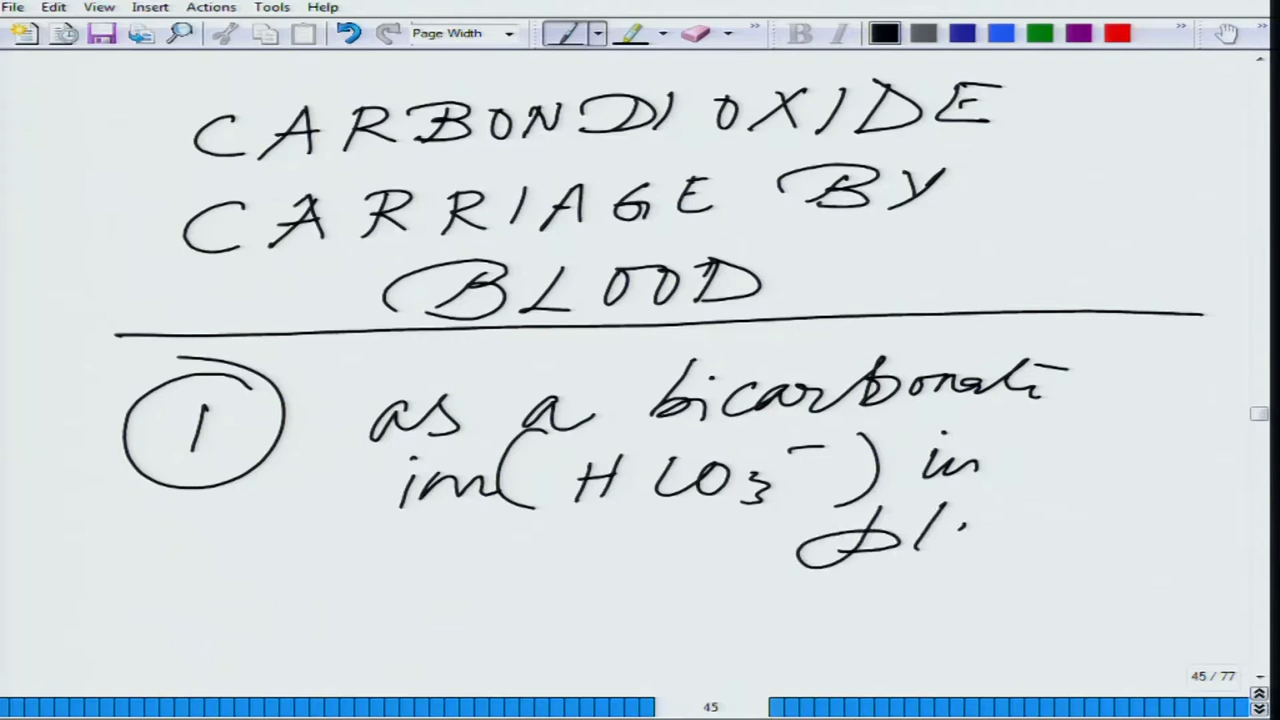 File Edit View Insert Actions Tools Help
Page Width
CARBONDIOXIDE
CARRIAGE BY
BLOOD
1 as a bicarbonate
ion (HCO3-) in
pl
45 / 77
45